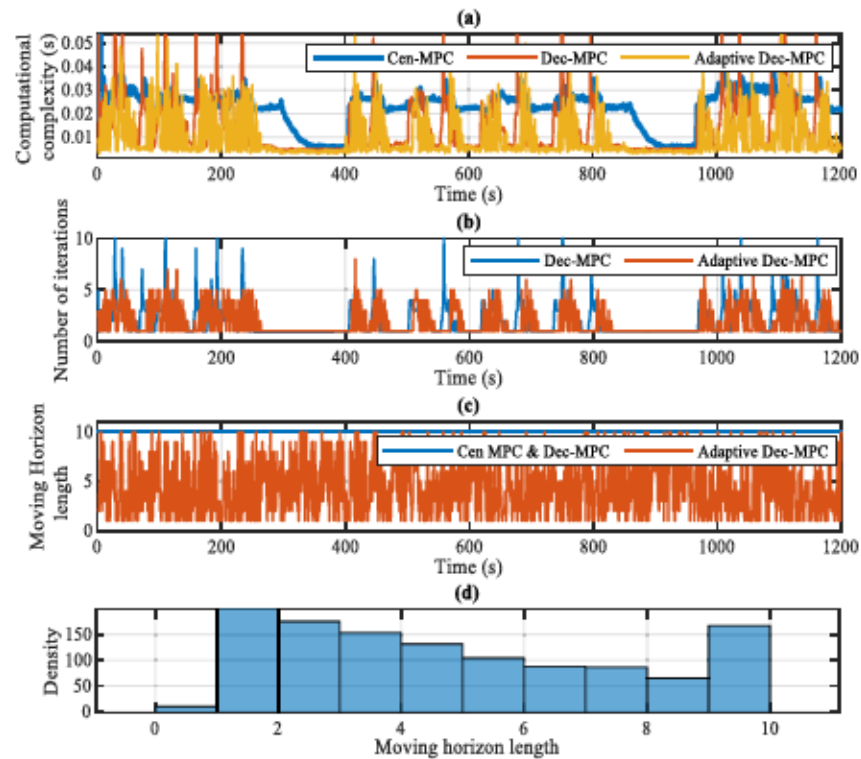 (a)
Computational
complexity (s)
0.05
0.04
0.03
0.02
0.01
Cen-MPC Dec-MPC Adaptive Dec-MPC
0 200 400 600 800 1000 1200
Time (s)
(b)
Number of iterations
10
5
0
Dec-MPC Adaptive Dec-MPC
0 200 400 600 800 1000 1200
Time (s)
(c)
Moving Horizon
length
10
5
0
Cen MPC & Dec-MPC Adaptive Dec-MPC
0 200 400 600 800 1000 1200
Time (s)
(d)
Density
150
100
50
0
0 2 4 6 8 10
Moving horizon length